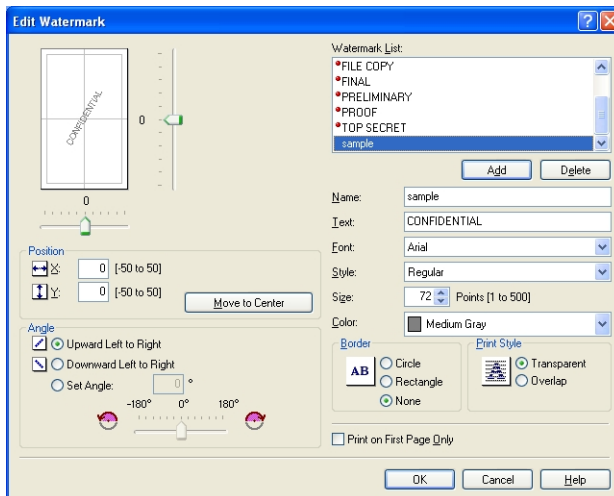 Edit Watermark
CONFIDENTIAL
0
0
Position
X: 0 [-50 to 50]
Y: 0 [-50 to 50]
Move to Center
Angle
Upward Left to Right
Downward Left to Right
Set Angle: 0 °
-180° 0° 180°
Watermark List:
FILE COPY
FINAL
PRELIMINARY
PROOF
TOP SECRET
sample
Add Delete
Name: sample
Text: CONFIDENTIAL
Font: Arial
Style: Regular
Size: 72 Points [1 to 500]
Color: Medium Gray
Border
AB
Circle
Rectangle
None
Print Style
A
Transparent
Overlap
Print on First Page Only
OK Cancel Help